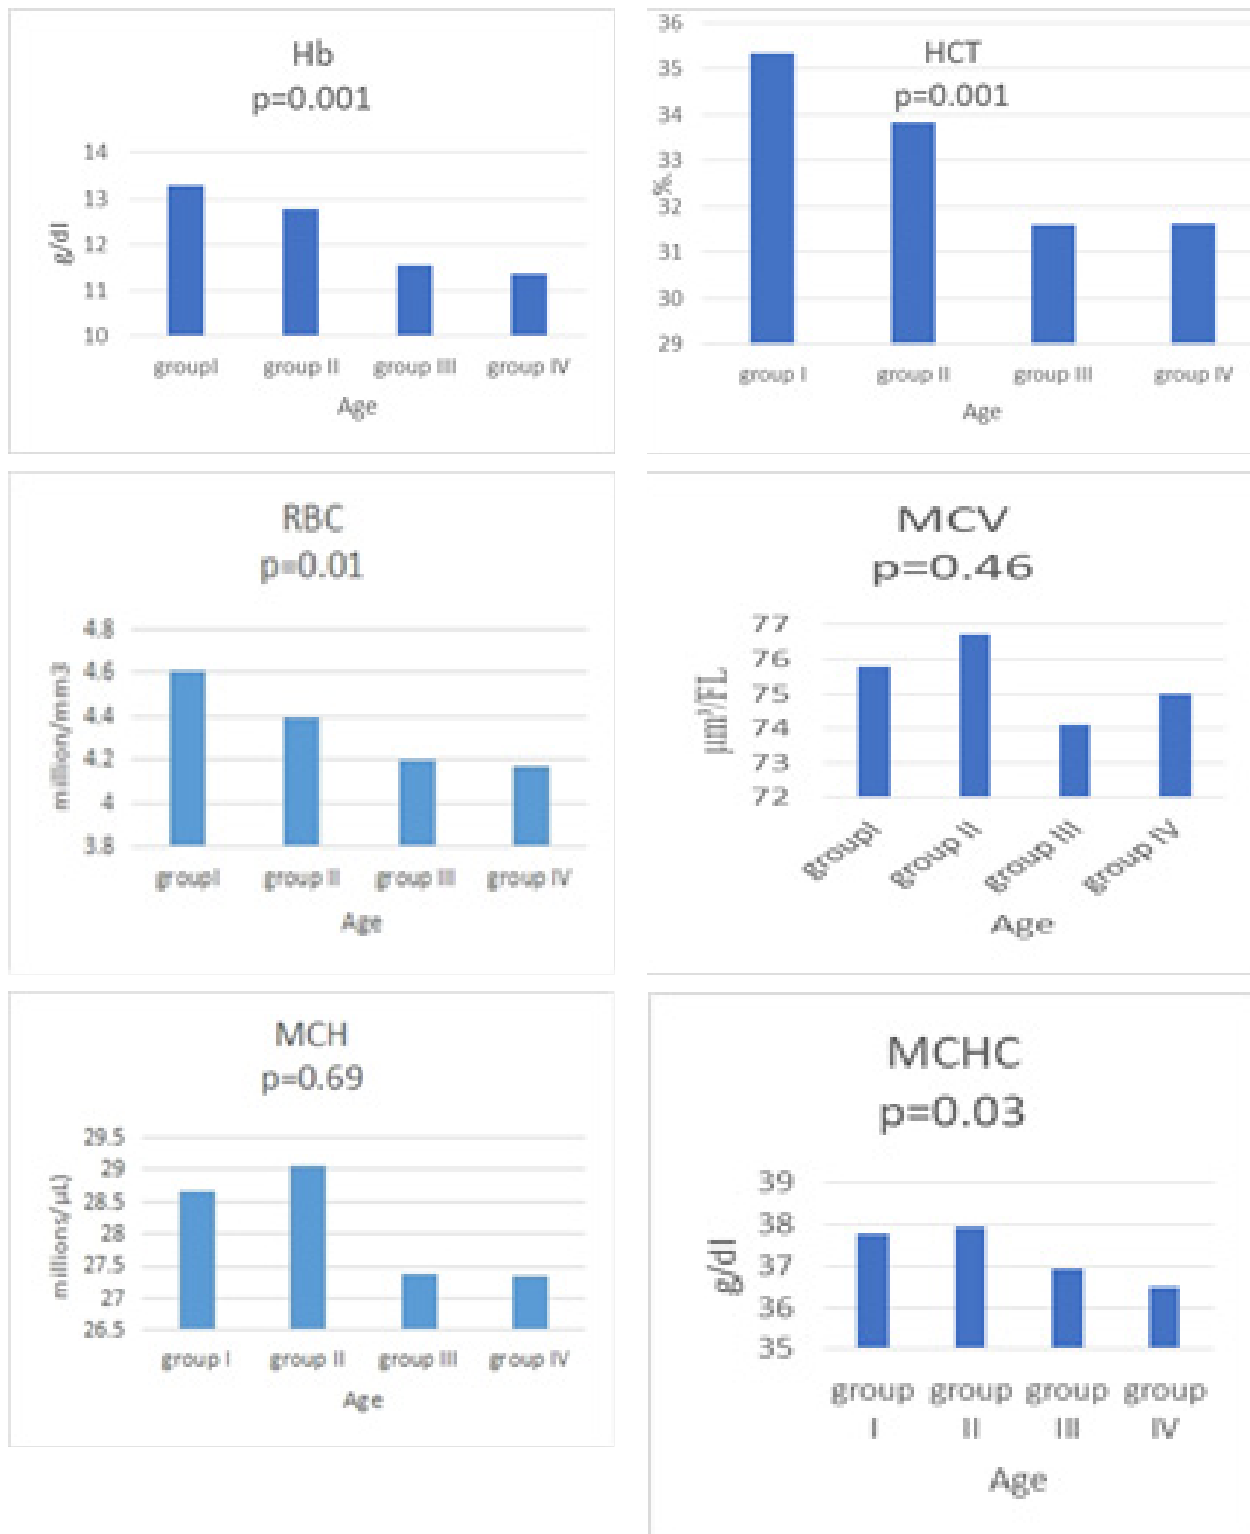 Hb
p=0.001
14
13
12
11
10
g/dl
groupI group II group III group IV
Age
HCT
p=0.001
36
35
34
33
32
31
30
29
%
group I group II group III group IV
Age
RBC
p=0.01
4.8
4.6
4.4
4.2
4
3.8
million/mm3
groupI group II group III group IV
Age
MCV
p=0.46
77
76
75
74
73
72
µm³/FL
groupI group II group III group IV
Age
MCH
p=0.69
29.5
29
28.5
28
27.5
27
26.5
millions/µL)
group I group II group III group IV
Age
MCHC
p=0.03
39
38
37
36
35
g/dl
group group group group
I II III IV
Age